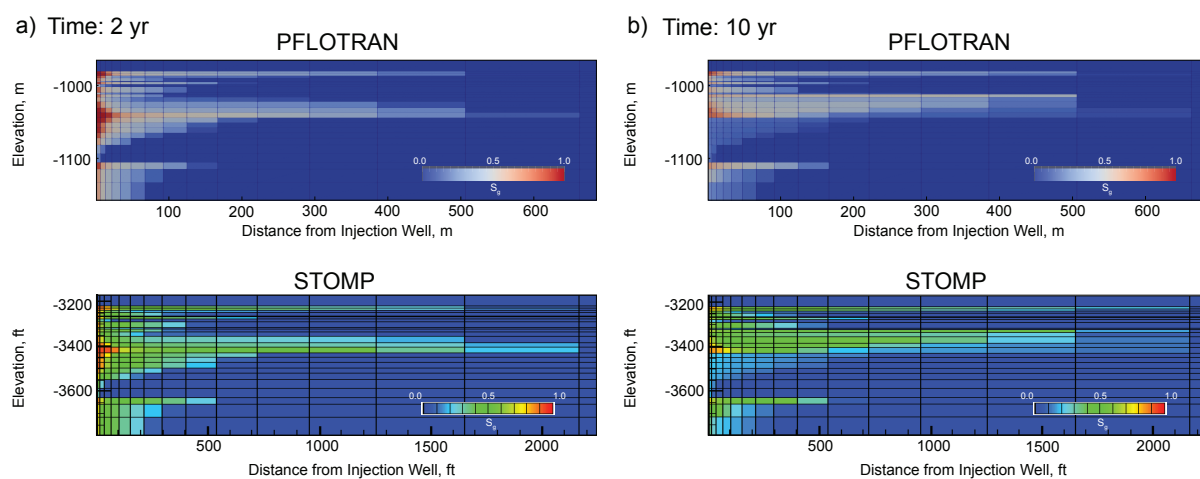 a) Time: 2 yr
PFLOTRAN
Elevation, m
-1000
-1100
0.0 0.5 1.0
Sg
100 200 300 400 500 600
Distance from Injection Well, m
STOMP
Elevation, ft
-3200
-3400
-3600
0.0 0.5 1.0
Sg
500 1000 1500 2000
Distance from Injection Well, ft
b) Time: 10 yr
PFLOTRAN
Elevation, m
-1000
-1100
0.0 0.5 1.0
Sg
100 200 300 400 500 600
Distance from Injection Well, m
STOMP
Elevation, ft
-3200
-3400
-3600
0.0 0.5 1.0
Sg
500 1000 1500 2000
Distance from Injection Well, ft